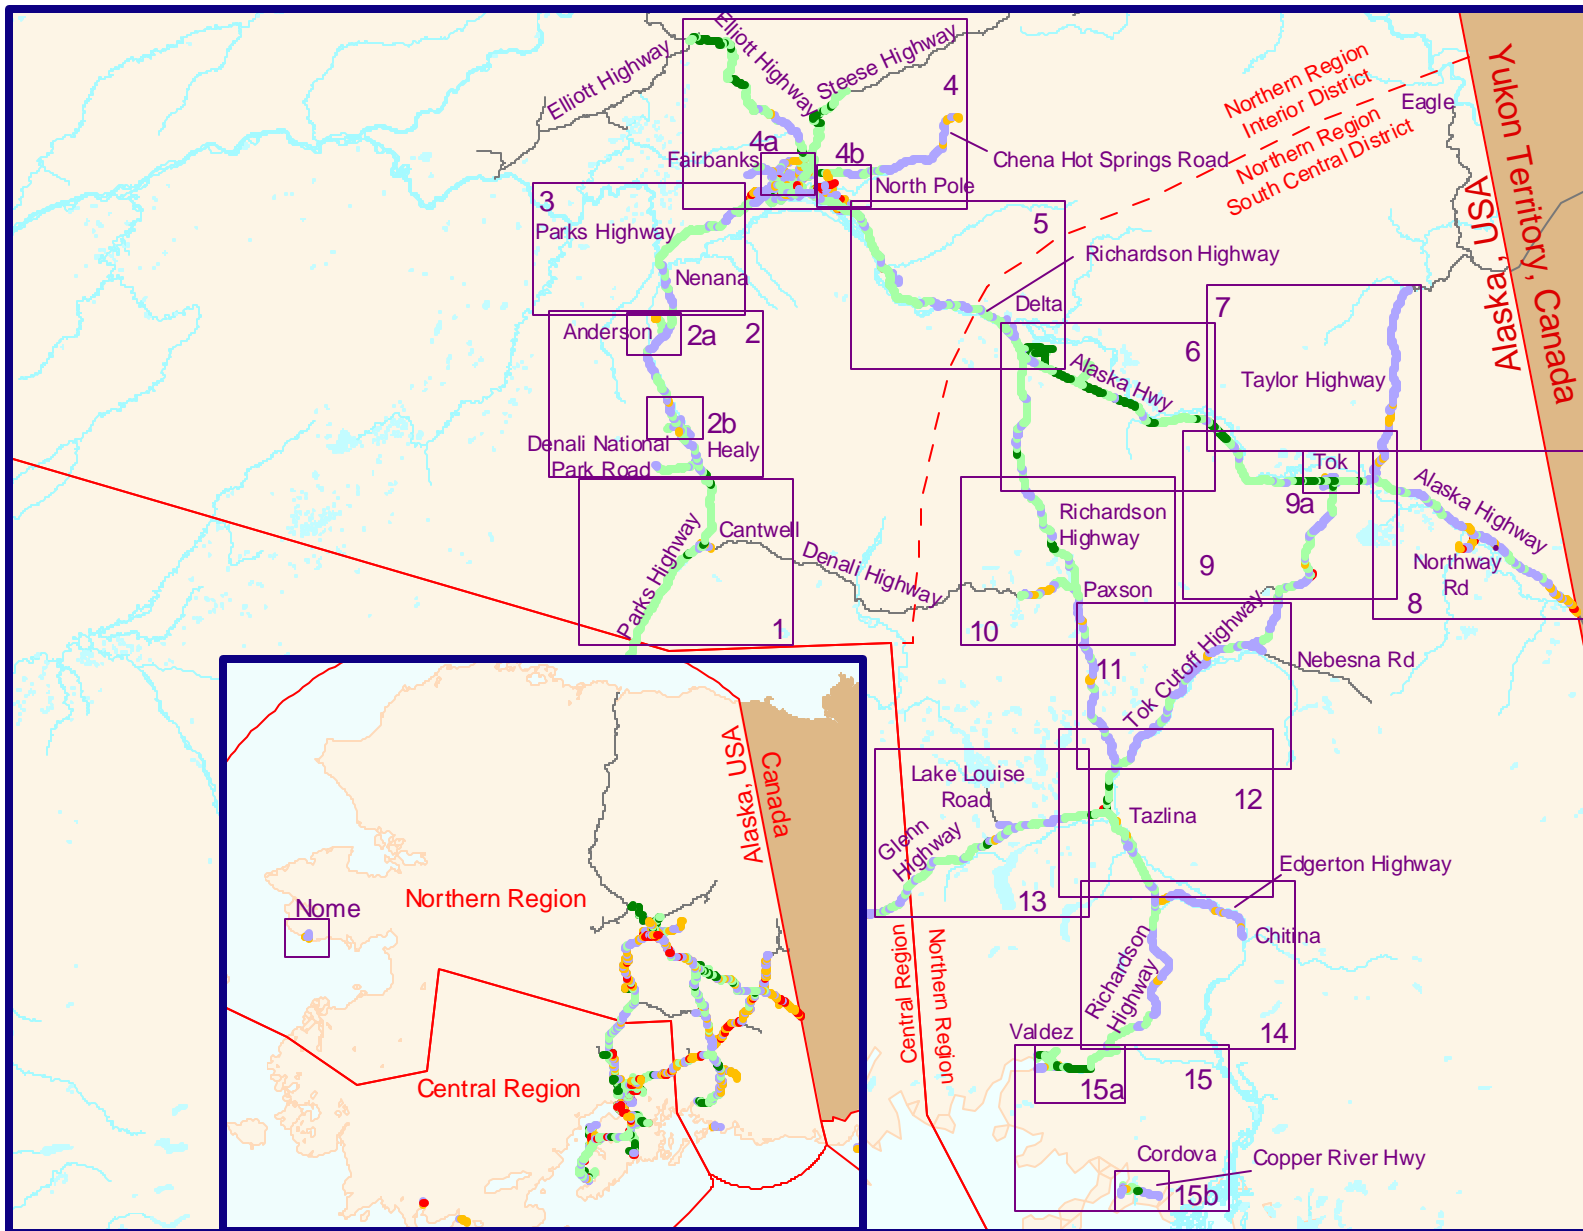 Elliott Highway
Elliott Highway
Steese Highway
4
Northern Region
Interior District
Northern Region
South Central District
Eagle
Yukon Territory, Canada
Alaska, USA
4a
4b
Fairbanks
Chena Hot Springs Road
North Pole
3
Parks Highway
Nenana
5
Richardson Highway
Delta
Anderson
2a
2
6
7
Alaska Hwy
Taylor Highway
2b
Denali National
Park Road
Healy
Tok
9a
Alaska Highway
Richardson
Highway
Cantwell
Parks Highway
Denali Highway
9
Northway
Rd
8
Paxson
1
10
11
Tok Cutoff Highway
Nebesna Rd
Alaska, USA
Canada
Lake Louise
Road
12
Tazlina
Glenn
Highway
Edgerton Highway
13
Northern Region
Nome
Central Region
Northern Region
Richardson
Highway
Chitina
14
Valdez
15a
15
Central Region
Cordova
Copper River Hwy
15b